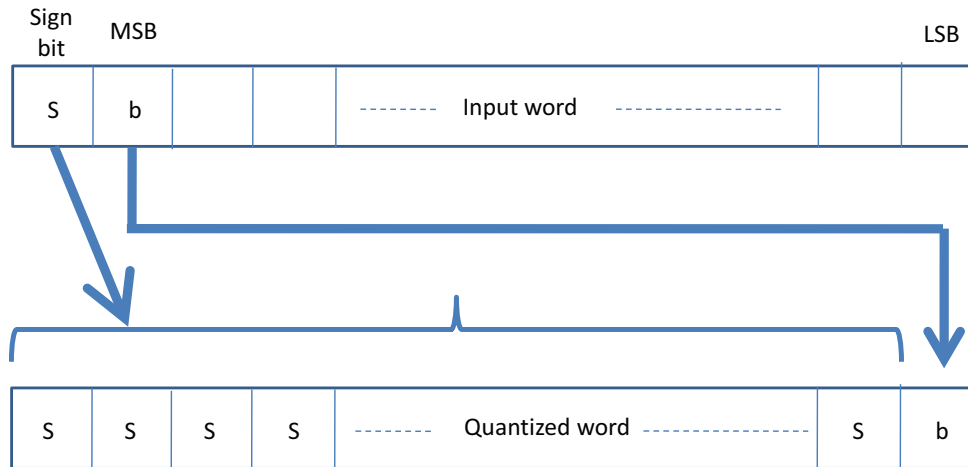 Sign
bit
MSB
LSB
S b Input word
S S S S Quantized word S b